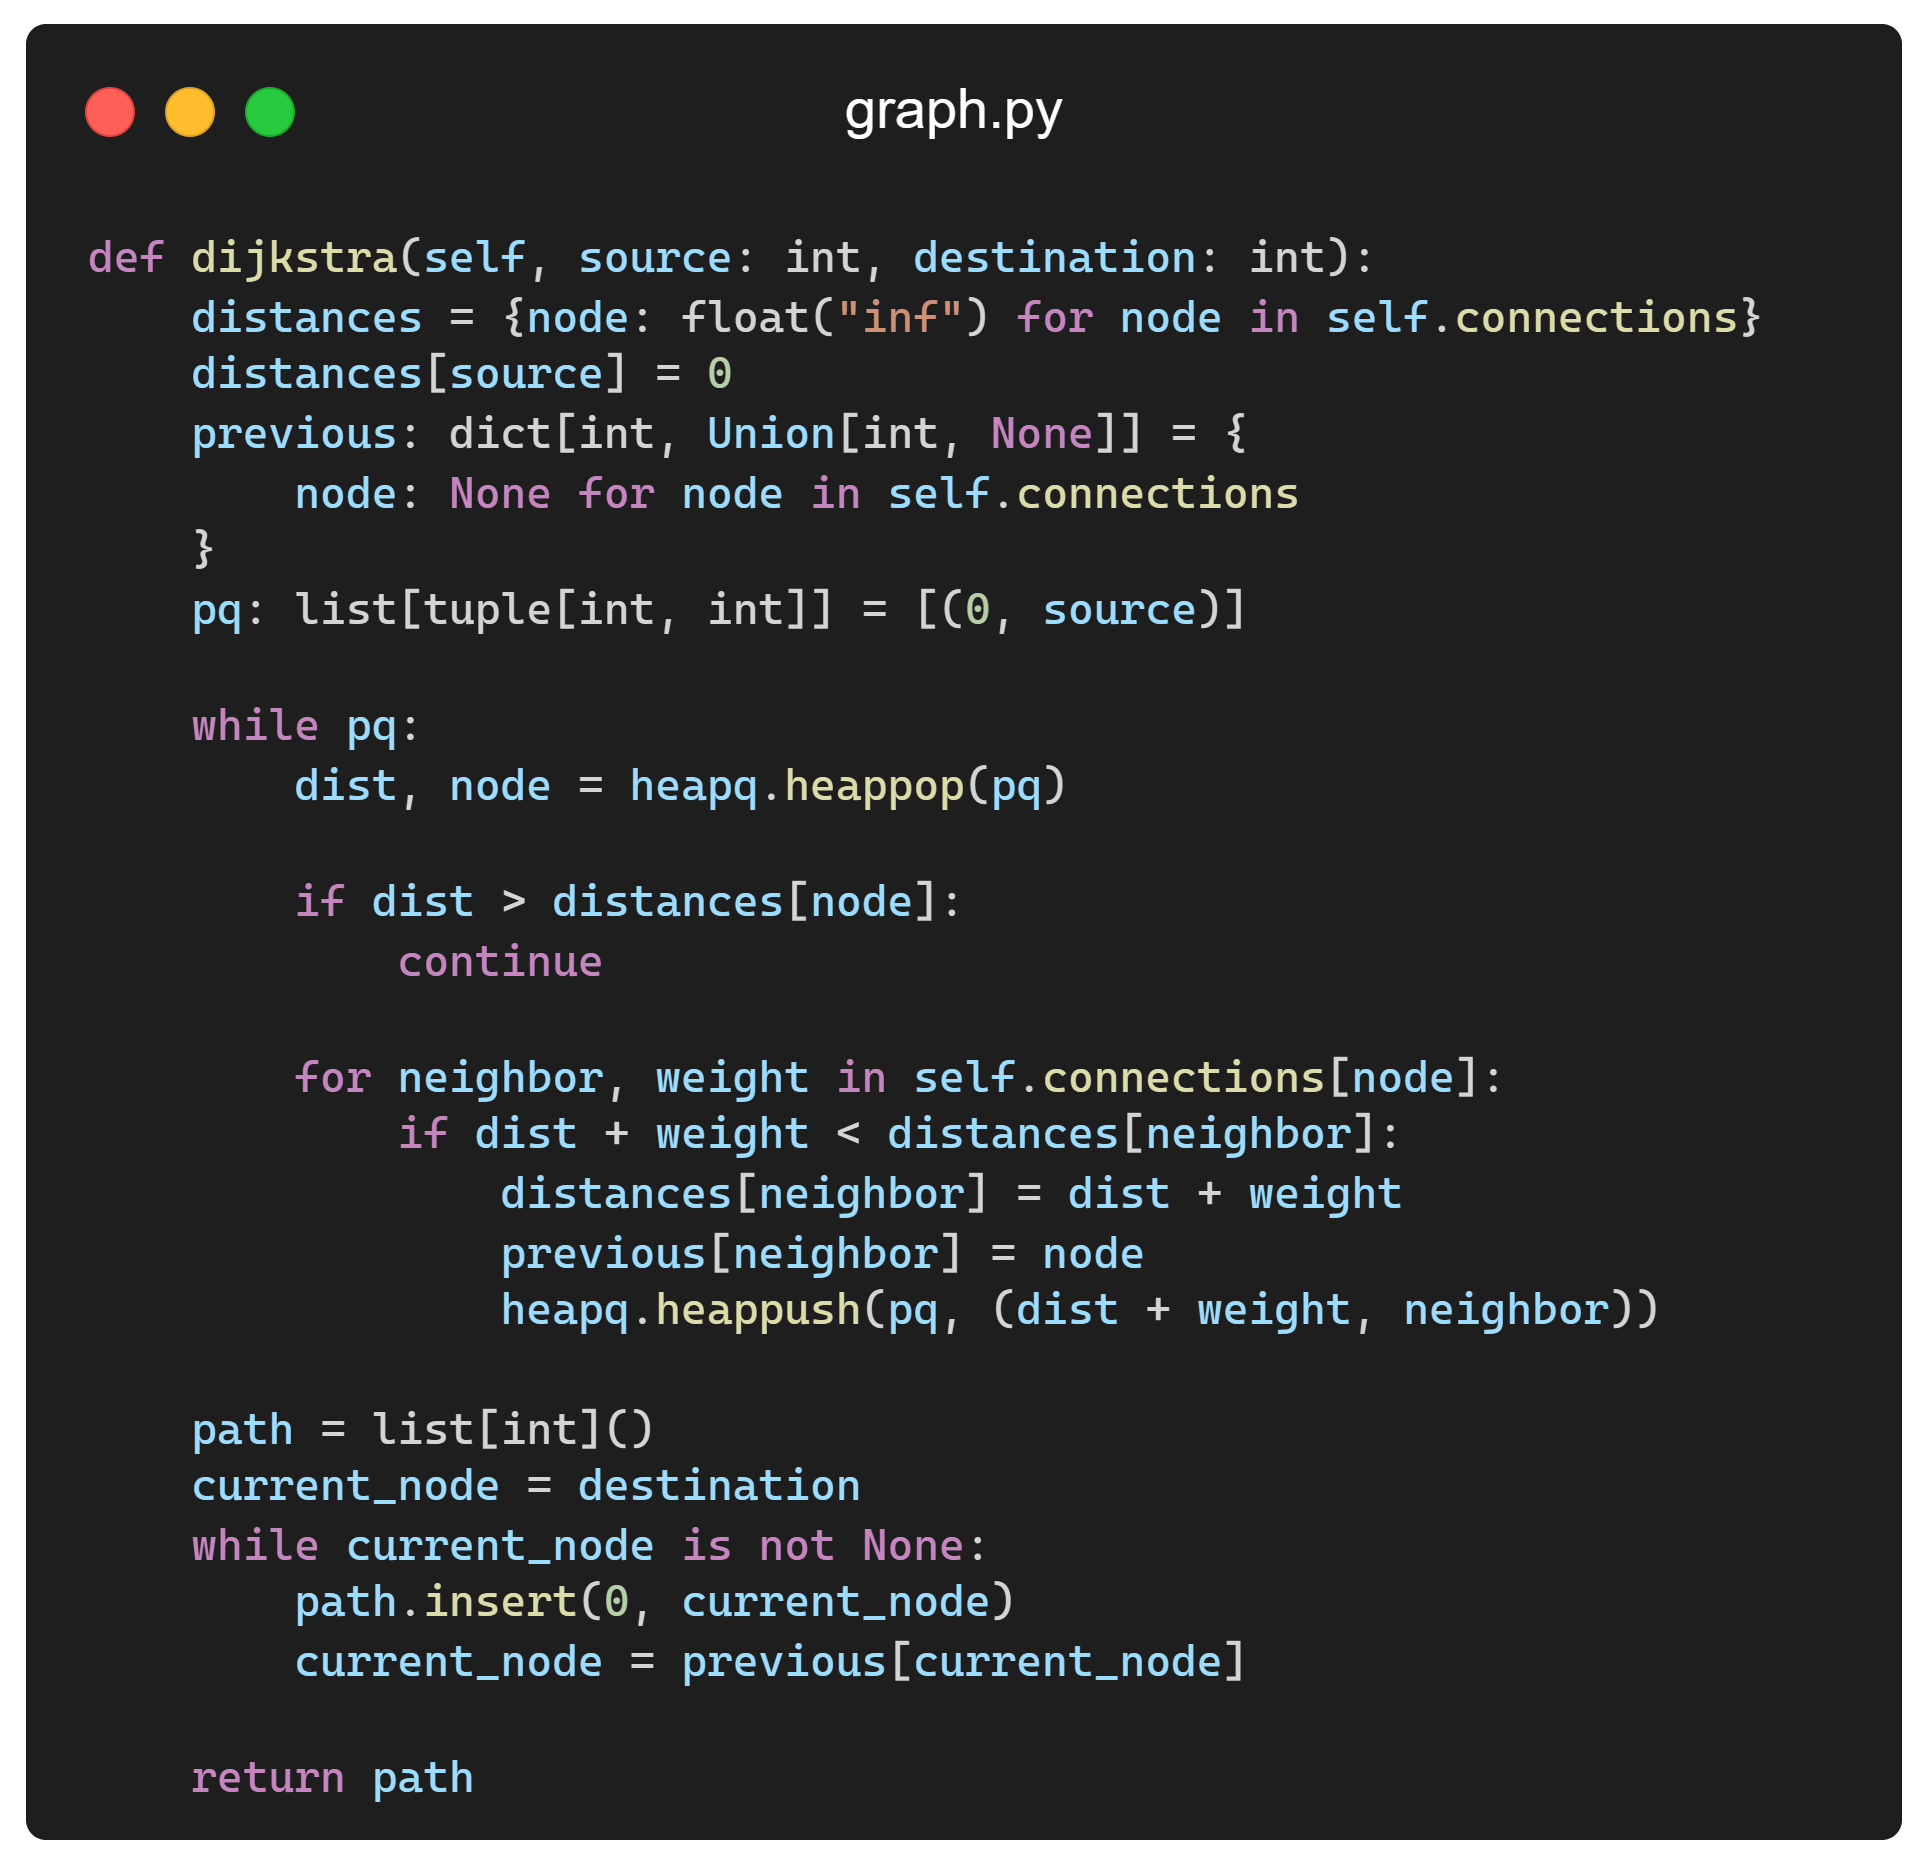 graph.py
def dijkstra(self, source: int, destination: int):
    distances = {node: float("inf") for node in self.connections}
    distances[source] = 0
    previous: dict[int, Union[int, None]] = {
        node: None for node in self.connections
    }
    pq: list[tuple[int, int]] = [(0, source)]

    while pq:
        dist, node = heapq.heappop(pq)

        if dist > distances[node]:
            continue

        for neighbor, weight in self.connections[node]:
            if dist + weight < distances[neighbor]:
                distances[neighbor] = dist + weight
                previous[neighbor] = node
                heapq.heappush(pq, (dist + weight, neighbor))

    path = list[int]()
    current_node = destination
    while current_node is not None:
        path.insert(0, current_node)
        current_node = previous[current_node]

    return path